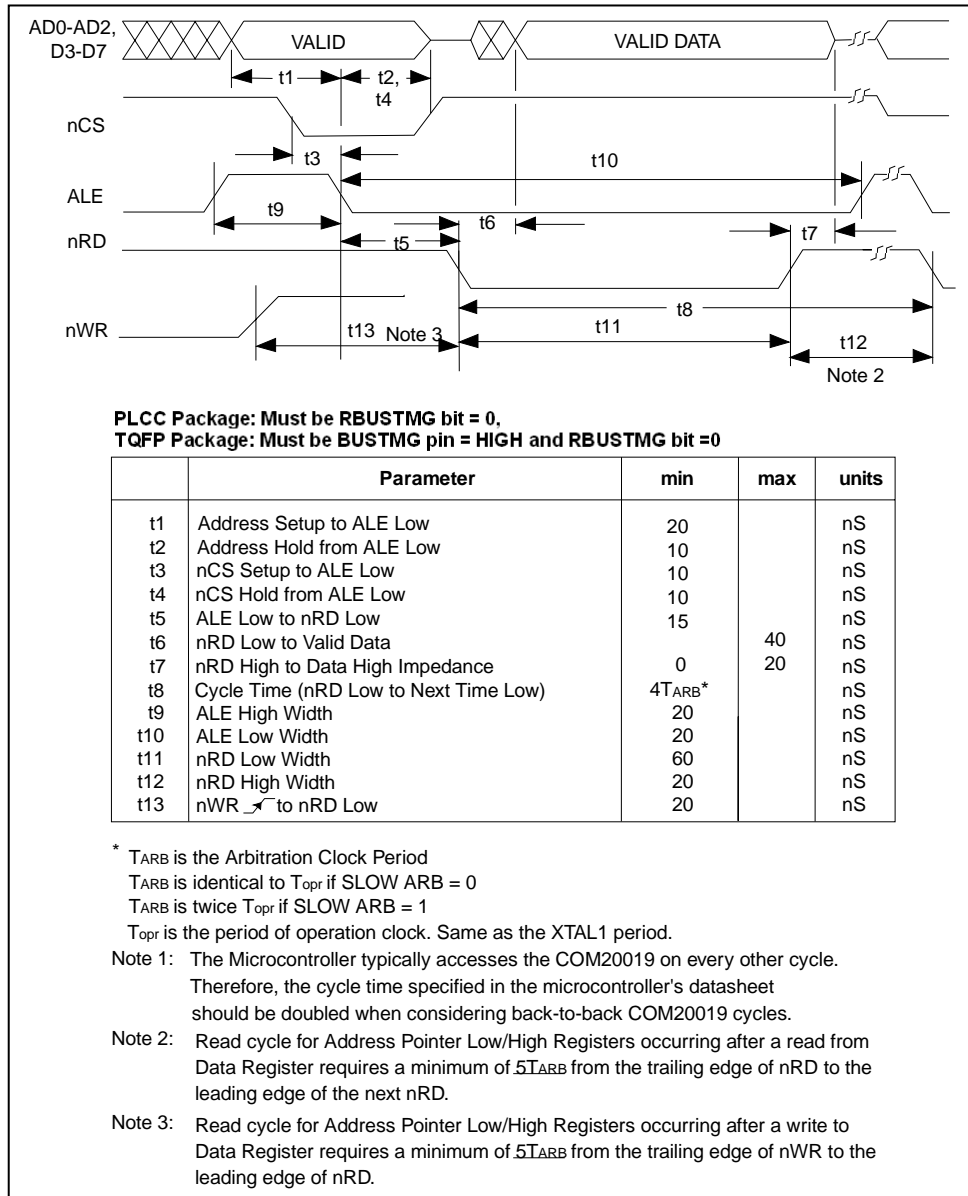 AD0-AD2,
D3-D7
VALID
VALID DATA
t1
t2,
t4
nCS
t3
t10
ALE
t9
t6
t7
nRD
t5
t8
nWR
t13
Note 3
t11
t12
Note 2
PLCC Package: Must be RBUSTMG bit = 0,
TQFP Package: Must be BUSTMG pin = HIGH and RBUSTMG bit =0
Parameter min max units
t1 Address Setup to ALE Low 20 nS
t2 Address Hold from ALE Low 10 nS
t3 nCS Setup to ALE Low 10 nS
t4 nCS Hold from ALE Low 10 nS
t5 ALE Low to nRD Low 15 nS
t6 nRD Low to Valid Data 40 nS
t7 nRD High to Data High Impedance 0 20 nS
t8 Cycle Time (nRD Low to Next Time Low) 4TARB* nS
t9 ALE High Width 20 nS
t10 ALE Low Width 20 nS
t11 nRD Low Width 60 nS
t12 nRD High Width 20 nS
t13 nWR to nRD Low 20 nS
* TARB is the Arbitration Clock Period
TARB is identical to Topr if SLOW ARB = 0
TARB is twice Topr if SLOW ARB = 1
Topr is the period of operation clock. Same as the XTAL1 period.
Note 1: The Microcontroller typically accesses the COM20019 on every other cycle.
Therefore, the cycle time specified in the microcontroller's datasheet
should be doubled when considering back-to-back COM20019 cycles.
Note 2: Read cycle for Address Pointer Low/High Registers occurring after a read from
Data Register requires a minimum of 5TARB from the trailing edge of nRD to the
leading edge of the next nRD.
Note 3: Read cycle for Address Pointer Low/High Registers occurring after a write to
Data Register requires a minimum of 5TARB from the trailing edge of nWR to the
leading edge of nRD.